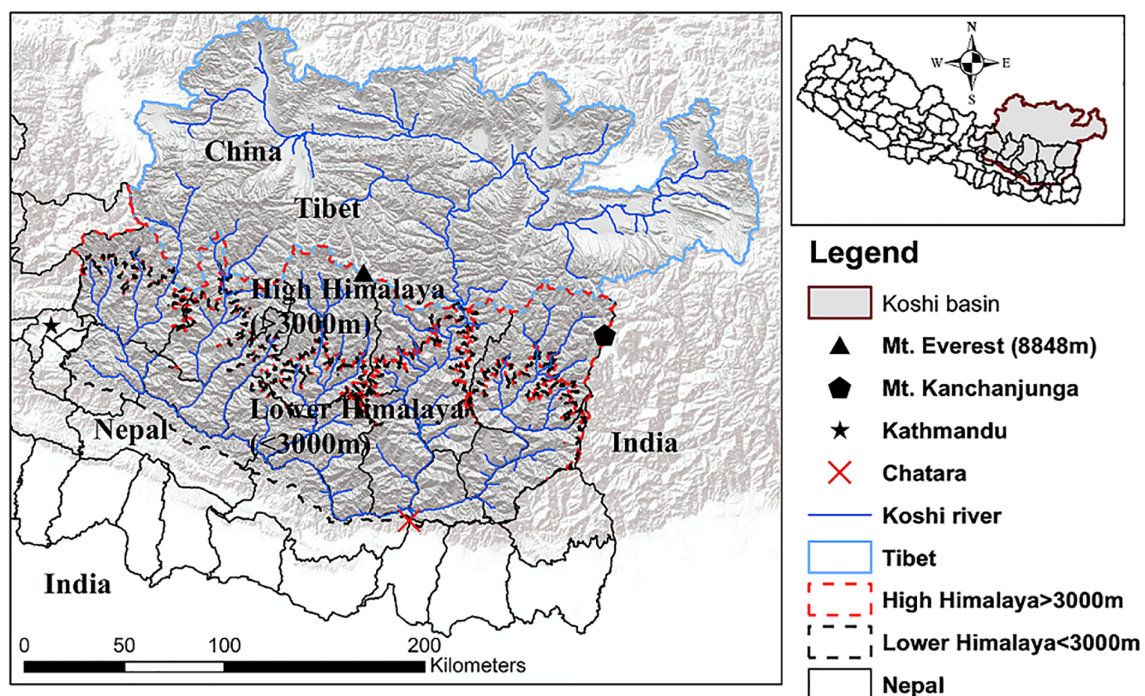 China
Tibet
High Himalaya
(>3000m)
Lower Himalaya
(<3000m)
Nepal
India
India
0 50 100 200
Kilometers
N
W E
S
Legend
Koshi basin
Mt. Everest (8848m)
Mt. Kanchanjunga
Kathmandu
Chatara
Koshi river
Tibet
High Himalaya>3000m
Lower Himalaya<3000m
Nepal